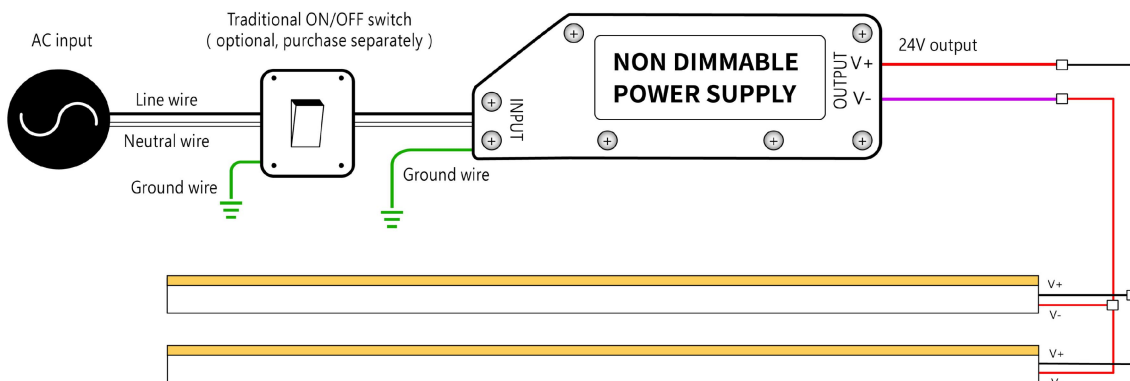 Traditional ON/OFF switch
( optional, purchase separately )
AC input
Line wire
Neutral wire
Ground wire
Ground wire
INPUT
NON DIMMABLE
POWER SUPPLY
OUTPUT
V+
V-
24V output
V+
V-
V+